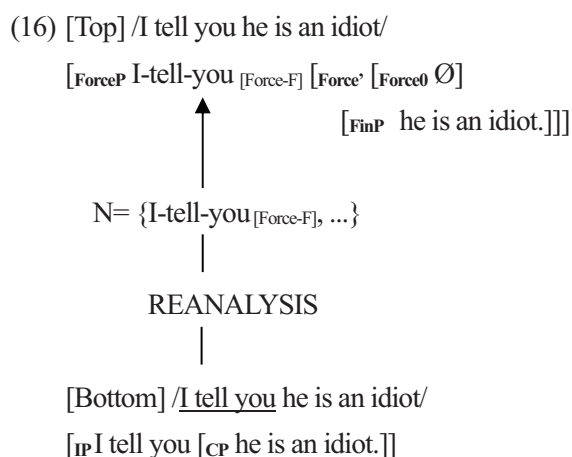 (16) [Top] /I tell you he is an idiot/
[ForceP I-tell-you [Force-F] [Force’ [Force0 Ø]
[FinP he is an idiot.]]]
N= {I-tell-you[Force-F], ...}
REANALYSIS
[Bottom] /I tell you he is an idiot/
[IPI tell you [CP he is an idiot.]]